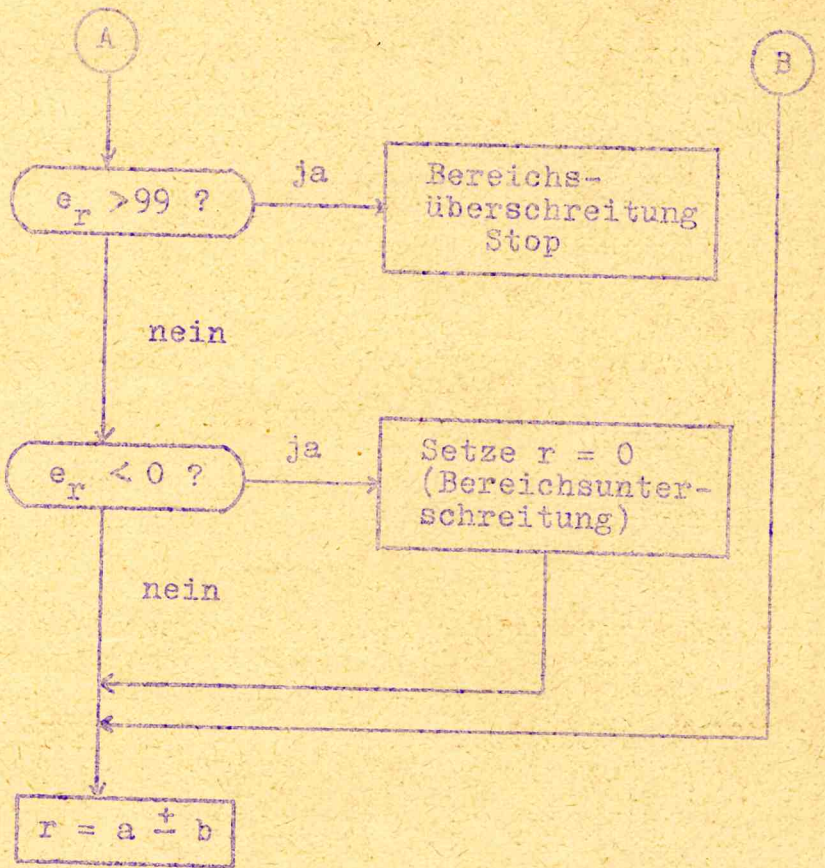 A
B
e_r >99 ?
ja
Bereichs-
überschreitung
Stop
nein
e_r < 0 ?
ja
Setze r = 0
(Bereichsunter-
schreitung)
nein
r = a ± b